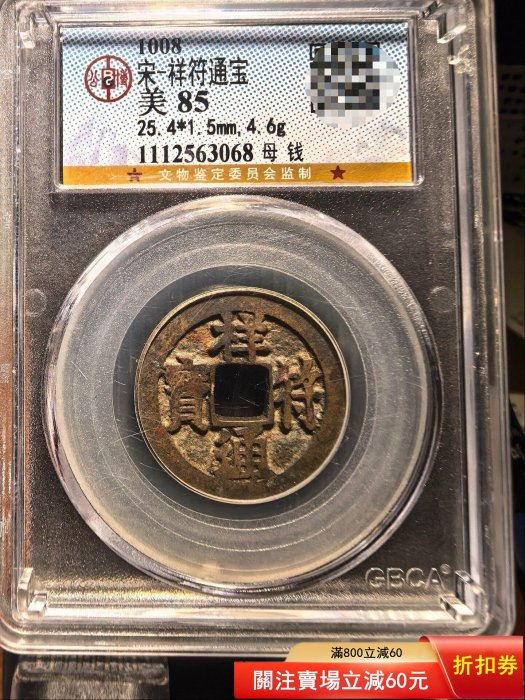 1008
宋-祥符通宝
美 85
25.4*1.5mm,4.6g
1112563068 母 钱
★ 文物鉴定委员会监制 ★
祥符通寶
GBCA®
滿800立減60
關注賣場立減60元
折扣券